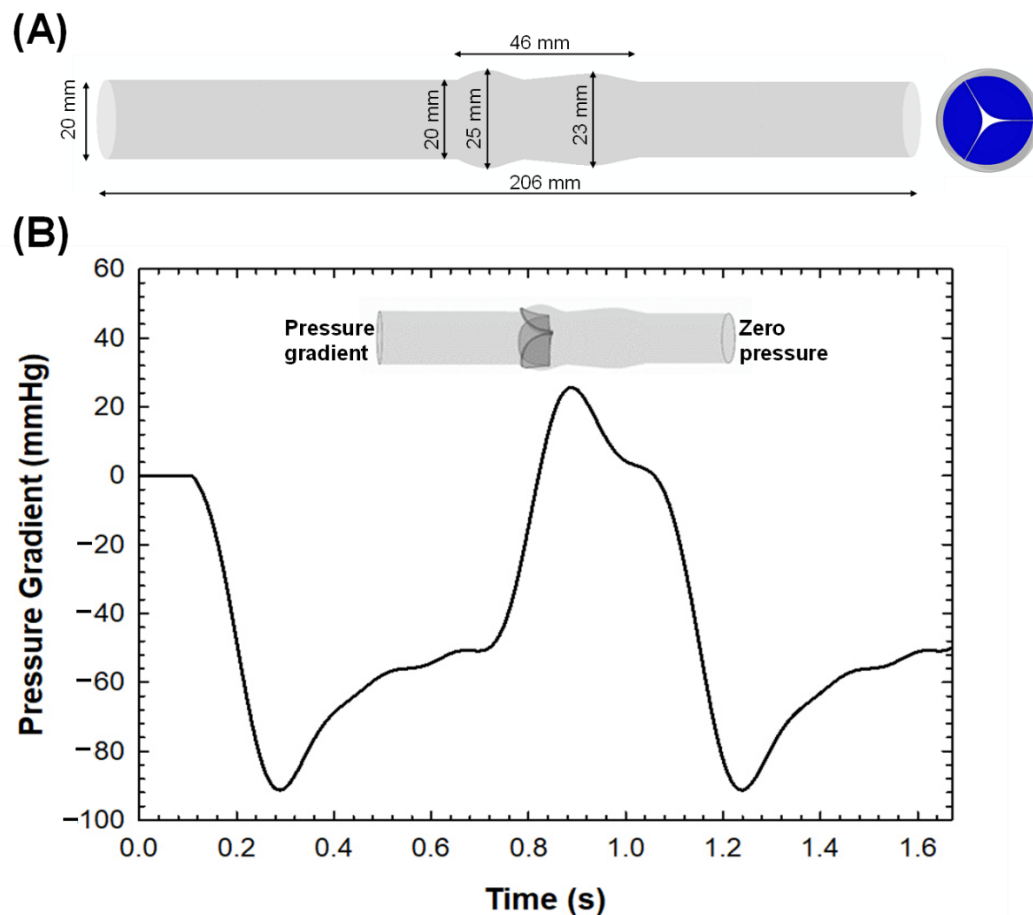 (A)
46 mm
20 mm
20 mm
25 mm
23 mm
206 mm
(B)
Pressure Gradient (mmHg)
60
40
20
0
−20
−40
−60
−80
−100
Pressure
gradient
Zero
pressure
0.0 0.2 0.4 0.6 0.8 1.0 1.2 1.4 1.6
Time (s)